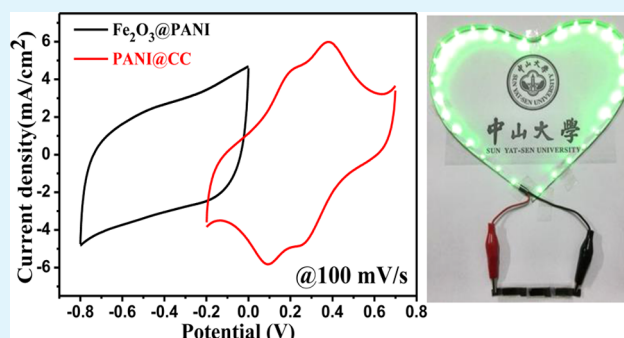 Fe₂O₃@PANI
PANI@CC
Current density(mA/cm²)
6
4
2
0
-2
-4
-6
@100 mV/s
-0.8 -0.6 -0.4 -0.2 0.0 0.2 0.4 0.6 0.8
Potential (V)
中山大学
SUN YAT-SEN UNIVERSITY
中山大學
SUN YAT-SEN UNIVERSITY